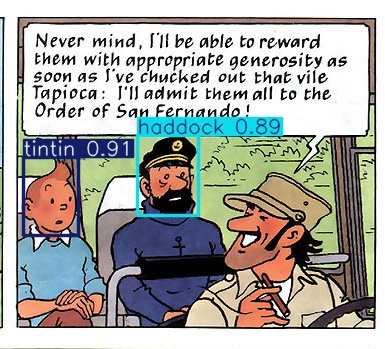 Never mind, I'll be able to reward
them with appropriate generosity as
soon as I've chucked out that vile
Tapioca: I'll admit them all to the
Order of San Fernando!
haddock 0.89
tintin 0.91